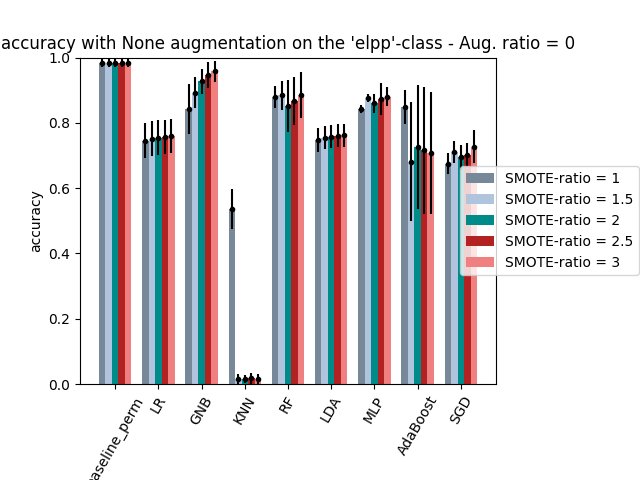 accuracy with None augmentation on the 'elpp'-class - Aug. ratio = 0
1.0
0.8
0.6
0.4
0.2
0.0
accuracy
SMOTE-ratio = 1
SMOTE-ratio = 1.5
SMOTE-ratio = 2
SMOTE-ratio = 2.5
SMOTE-ratio = 3
aseline_perm
LR
GNB
KNN
RF
LDA
MLP
AdaBoost
SGD